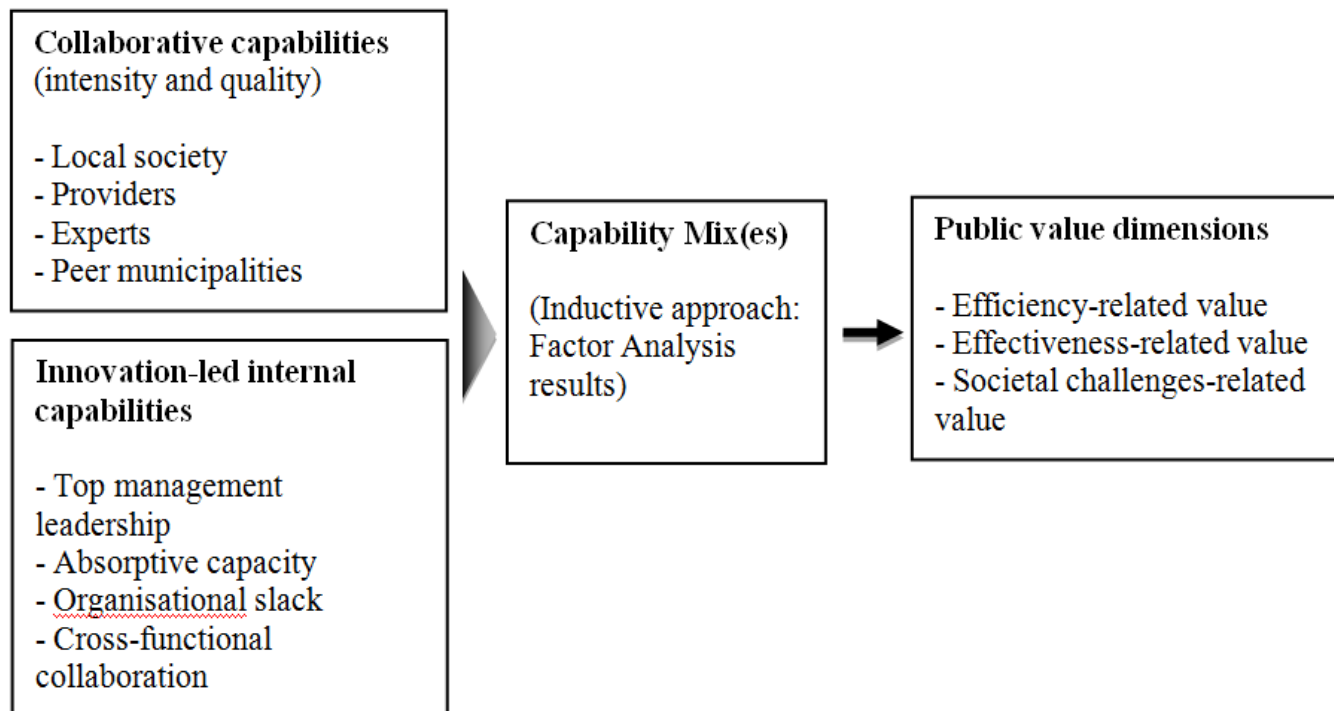 Collaborative capabilities
(intensity and quality)
- Local society
- Providers
- Experts
- Peer municipalities
Innovation-led internal
capabilities
- Top management
leadership
- Absorptive capacity
- Organisational slack
- Cross-functional
collaboration
Capability Mix(es)
(Inductive approach:
Factor Analysis
results)
Public value dimensions
- Efficiency-related value
- Effectiveness-related value
- Societal challenges-related
value